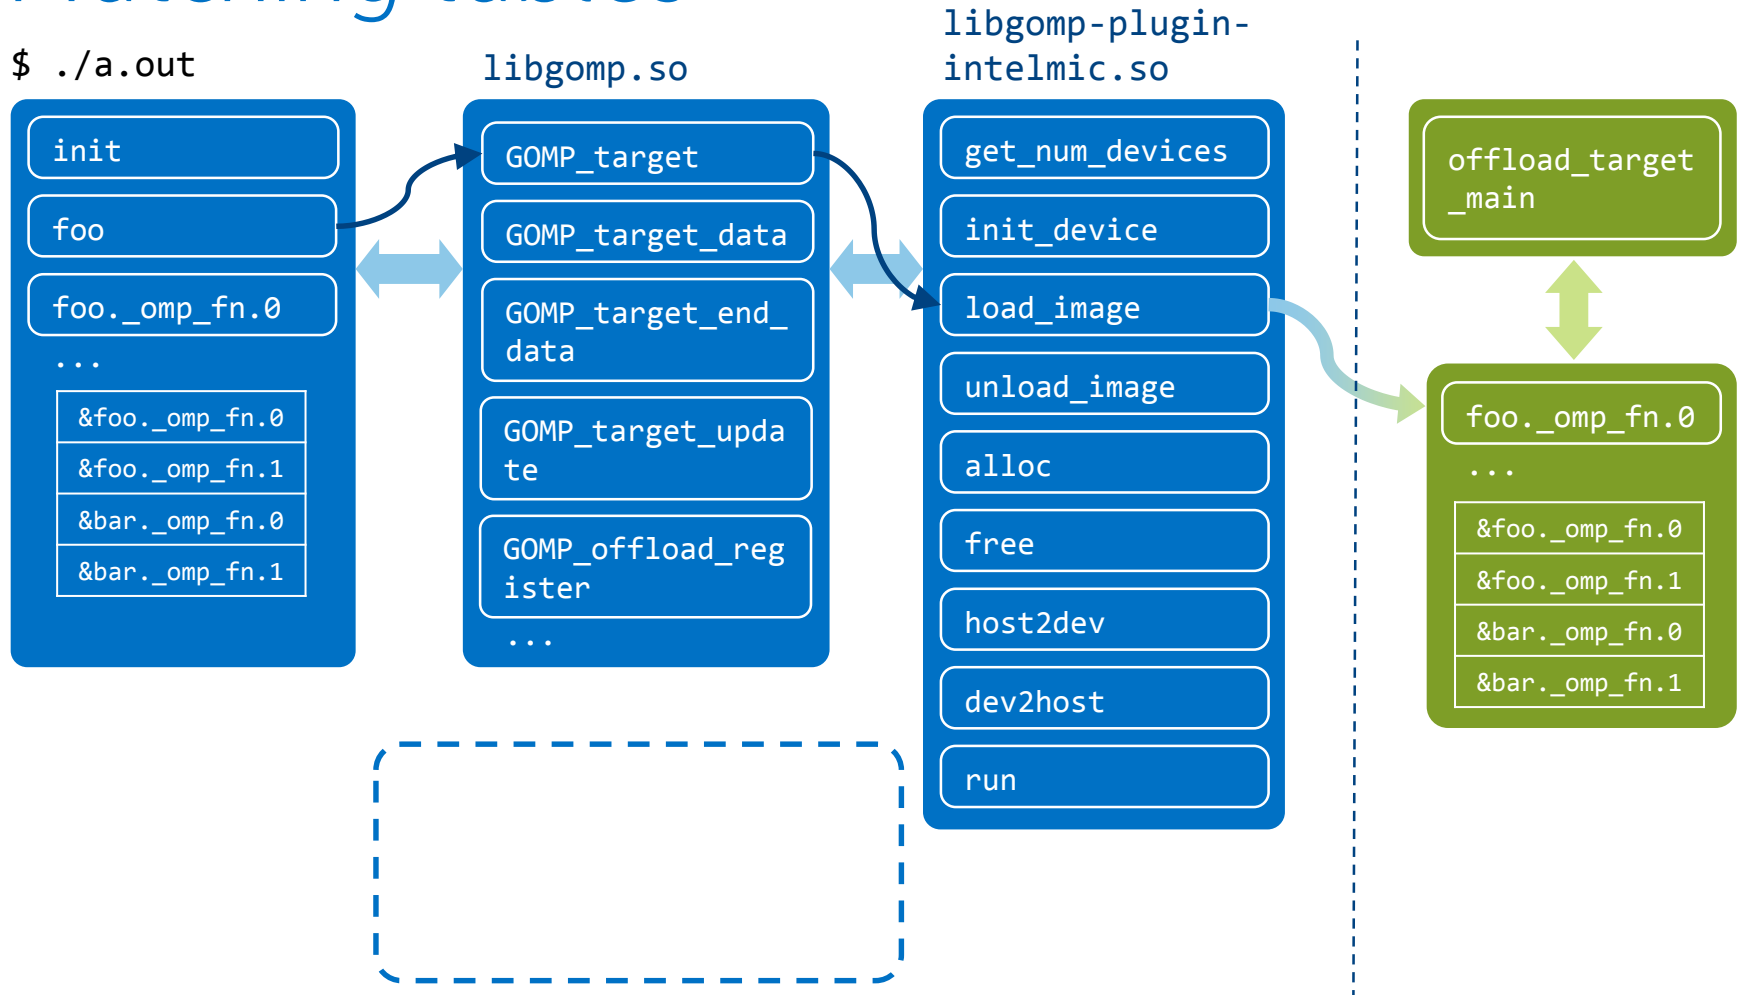 $ ./a.out
init
foo
foo._omp_fn.0
...
&foo._omp_fn.0
&foo._omp_fn.1
&bar._omp_fn.0
&bar._omp_fn.1
libgomp.so
GOMP_target
GOMP_target_data
GOMP_target_end_
data
GOMP_target_upda
te
GOMP_offload_reg
ister
...
libgomp-plugin-
intelmic.so
get_num_devices
init_device
load_image
unload_image
alloc
free
host2dev
dev2host
run
offload_target
_main
foo._omp_fn.0
...
&foo._omp_fn.0
&foo._omp_fn.1
&bar._omp_fn.0
&bar._omp_fn.1